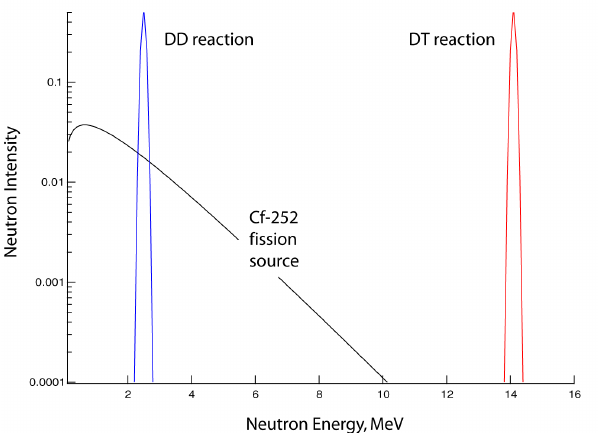 DD reaction
DT reaction
0.1
0.01
0.001
0.0001
Neutron Intensity
Cf-252
fission
source
2 4 6 8 10 12 14 16
Neutron Energy, MeV